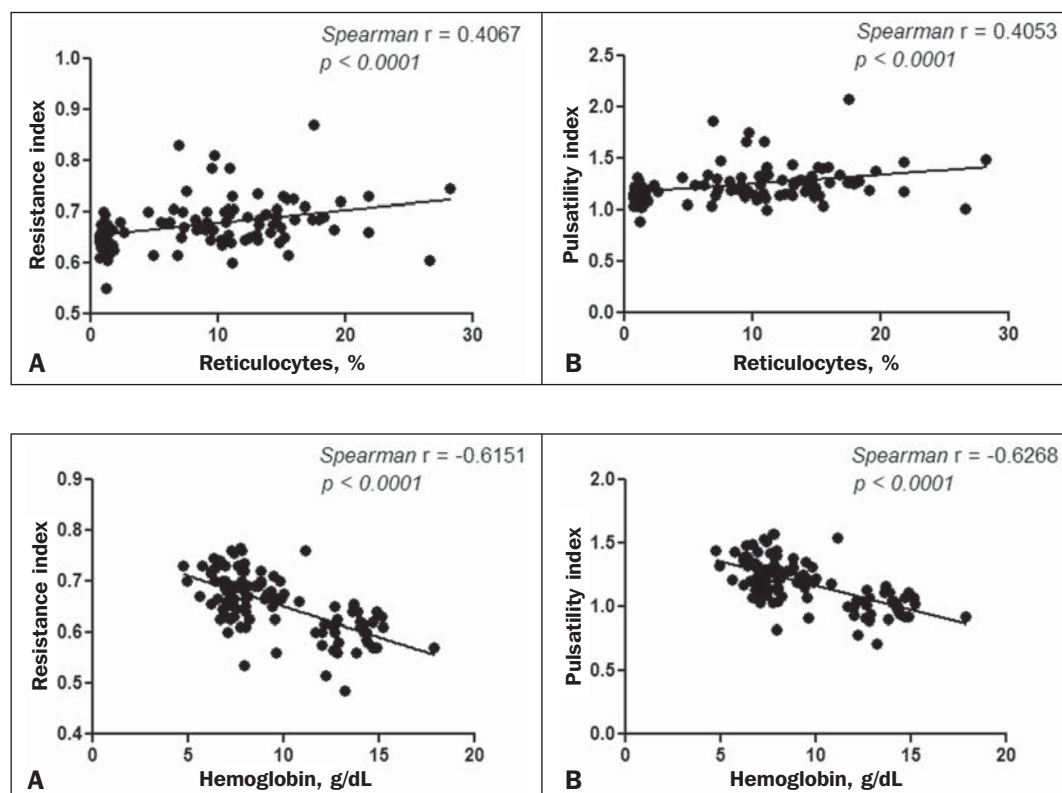 Spearman r = 0.4067
p < 0.0001
1.0
0.9
0.8
0.7
0.6
0.5
Resistance index
0 10 20 30
A Reticulocytes, %
Spearman r = 0.4053
p < 0.0001
2.5
2.0
1.5
1.0
0.5
0.0
Pulsatility index
0 10 20 30
B Reticulocytes, %
Spearman r = -0.6151
p < 0.0001
0.9
0.8
0.7
0.6
0.5
0.4
Resistance index
0 5 10 15 20
A Hemoglobin, g/dL
Spearman r = -0.6268
p < 0.0001
2.0
1.5
1.0
0.5
0.0
Pulsatility index
0 5 10 15 20
B Hemoglobin, g/dL